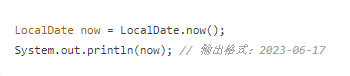 LocalDate now = LocalDate.now();
System.out.println(now); // 输出格式：2023-06-17